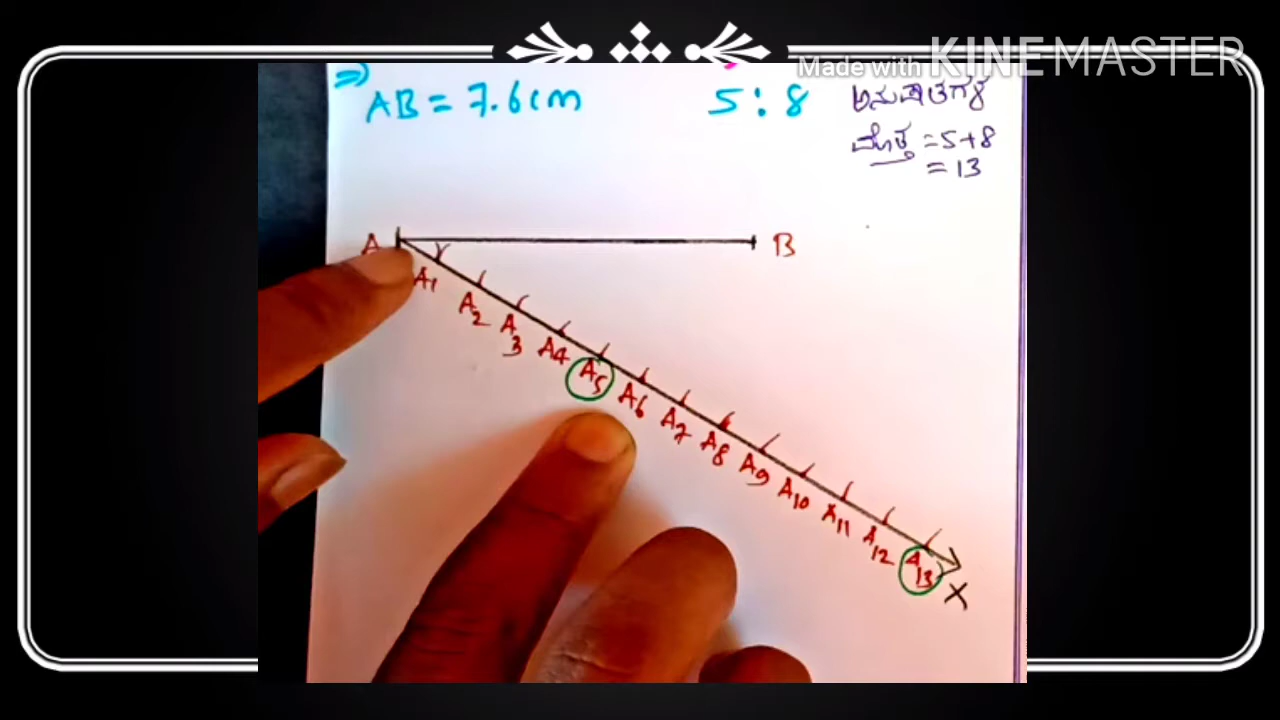 Made with KINEMASTER
⇒
AB = 7.6cm
5 : 8
ಅನುಪಾತಗಳ
ಮೊತ್ತ = 5+8
= 13
A
B
A1
A2
A3
A4
A5
A6
A7
A8
A9
A10
A11
A12
A13
X